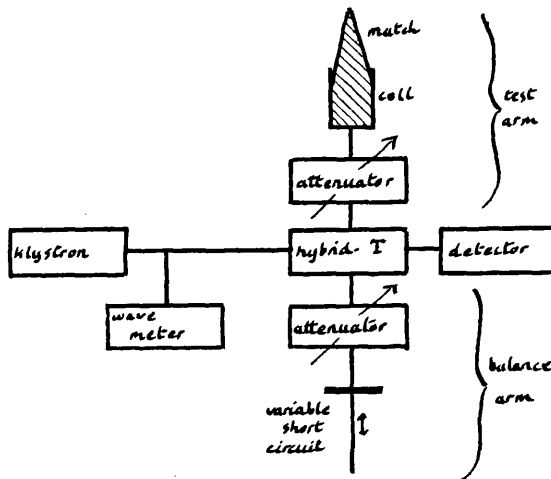 match
cell
test
arm
attenuator
klystron
hybrid-T
detector
wave
meter
attenuator
balance
arm
variable
short
circuit